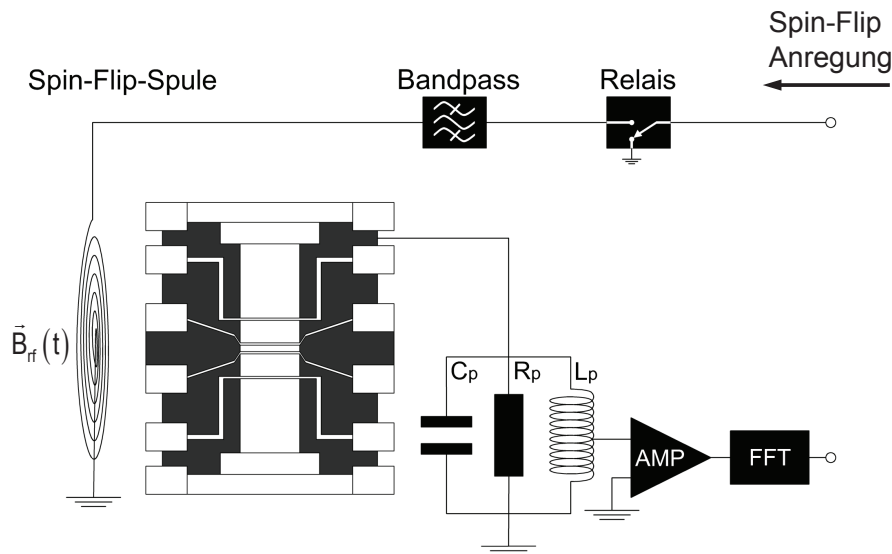 Spin-Flip
Anregung
Spin-Flip-Spule
Bandpass
Relais
B⃗rf(t)
Cp
Rp
Lp
AMP
FFT